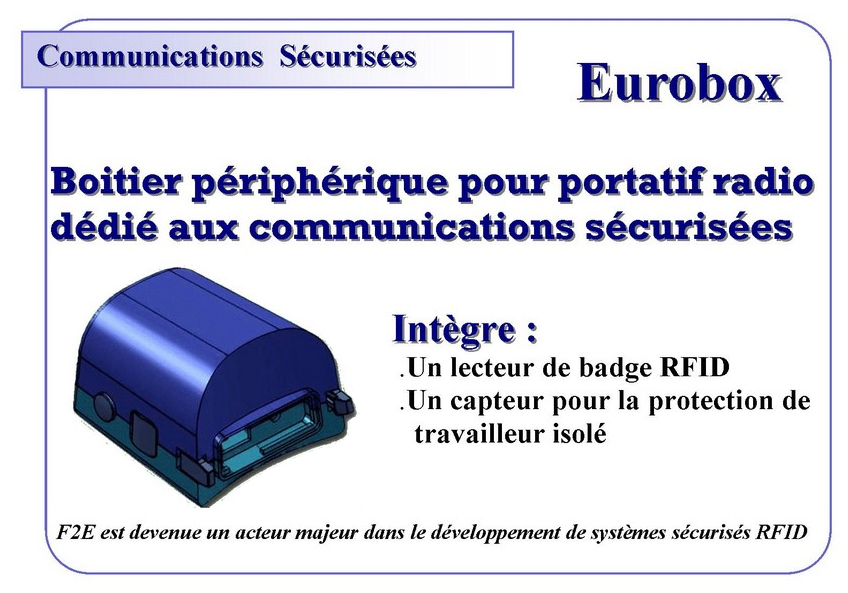 Communications Sécurisées
Eurobox
Boitier périphérique pour portatif radio
dédié aux communications sécurisées
Intègre :
.Un lecteur de badge RFID
.Un capteur pour la protection de
travailleur isolé
F2E est devenue un acteur majeur dans le développement de systèmes sécurisés RFID